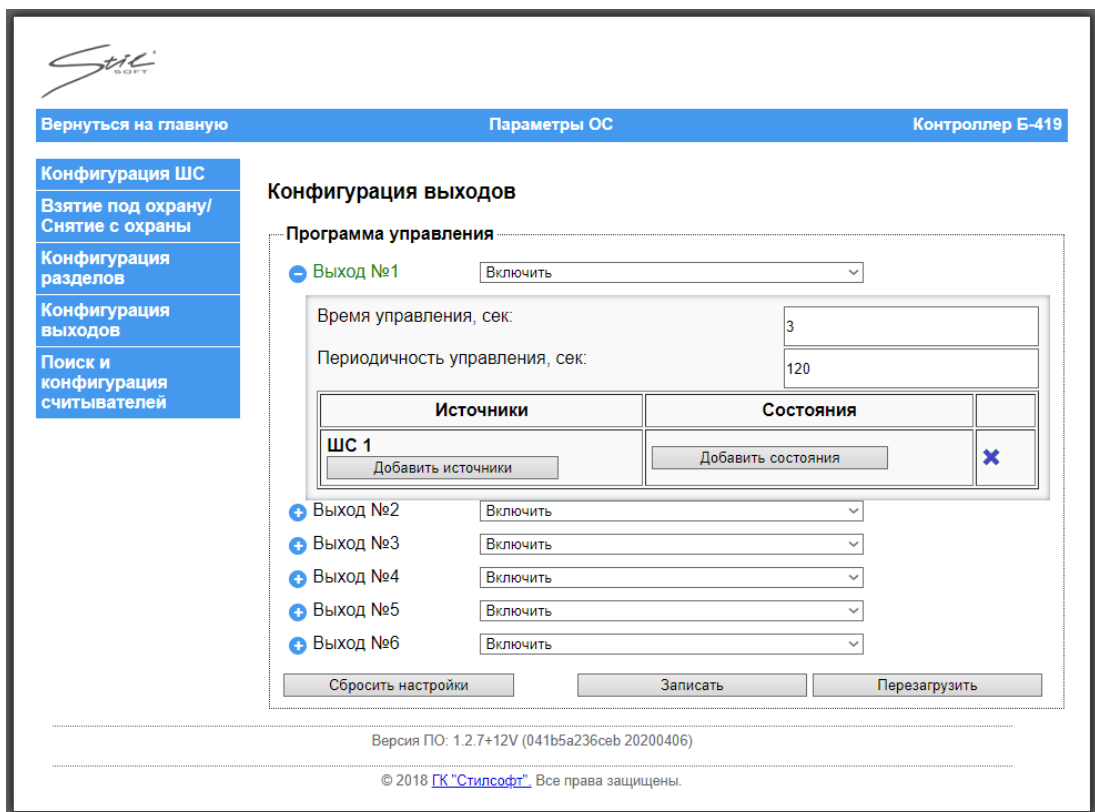 Stil
SOFT
Вернуться на главную Параметры ОС Контроллер Б-419
Конфигурация ШС
Взятие под охрану/
Снятие с охраны
Конфигурация
разделов
Конфигурация
выходов
Поиск и
конфигурация
считывателей
Конфигурация выходов
Программа управления
Выход №1 Включить
Время управления, сек: 3
Периодичность управления, сек: 120
Источники Состояния
ШС 1
Добавить источники Добавить состояния
Выход №2 Включить
Выход №3 Включить
Выход №4 Включить
Выход №5 Включить
Выход №6 Включить
Сбросить настройки Записать Перезагрузить
Версия ПО: 1.2.7+12V (041b5a236ceb 20200406)
© 2018 ГК "Стилсофт". Все права защищены.